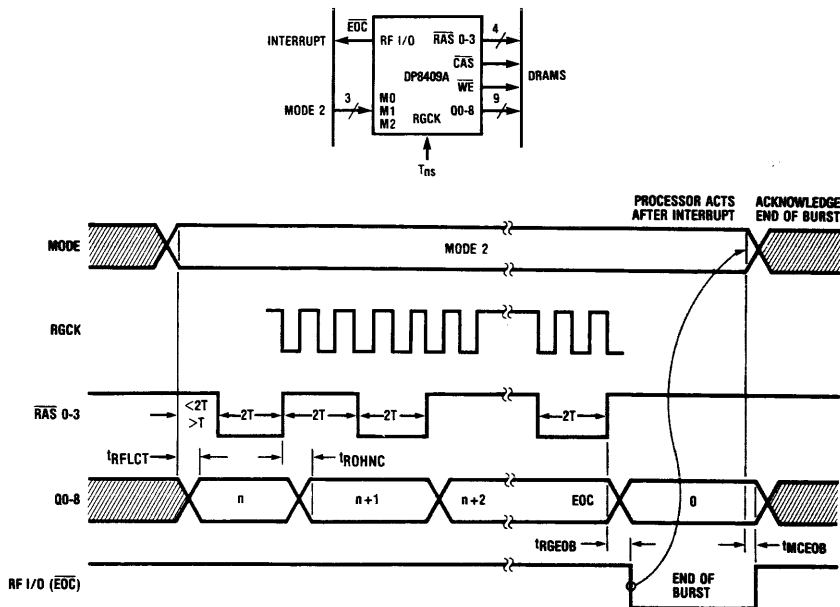 EOC
INTERRUPT
RF I/O
RAS 0-3
4
CAS
DP8409A
DRAMS
WE
MODE 2
3
M0
M1
M2
RGCK
Q0-8
9
Tns
PROCESSOR ACTS
AFTER INTERRUPT
ACKNOWLEDGE
END OF BURST
MODE
MODE 2
RGCK
RAS 0-3
<2T
>T
2T
2T
2T
2T
tRFLCT
tROHNC
Q0-8
n
n+1
n+2
EOC
0
tRGEOB
tMCEOB
RF I/O (EOC)
END OF
BURST